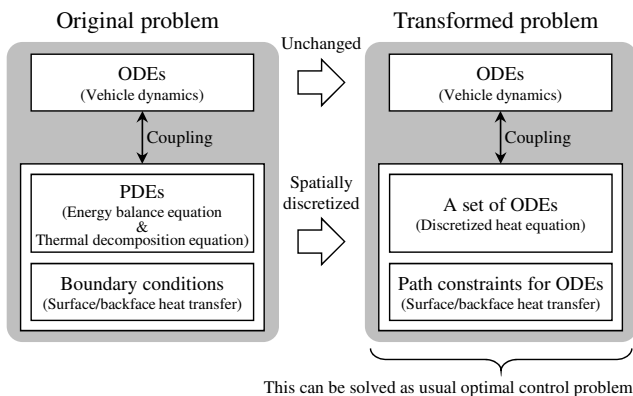 Original problem
Transformed problem
Unchanged
ODEs
(Vehicle dynamics)
ODEs
(Vehicle dynamics)
Coupling
Coupling
Spatially
discretized
PDEs
(Energy balance equation
&
Thermal decomposition equation)
A set of ODEs
(Discretized heat equation)
Boundary conditions
(Surface/backface heat transfer)
Path constraints for ODEs
(Surface/backface heat transfer)
This can be solved as usual optimal control problem